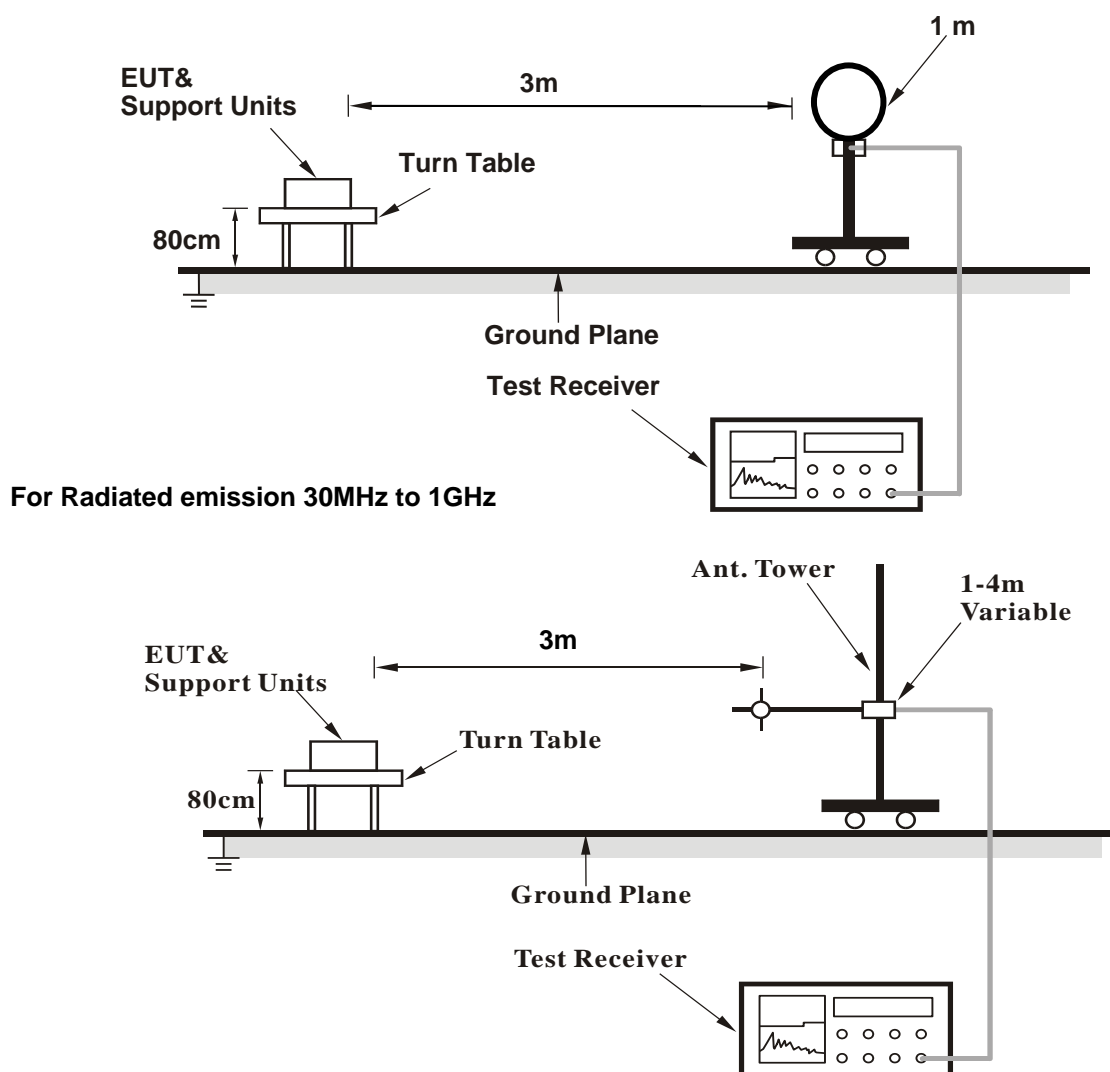 1 m
EUT&
Support Units
3m
Turn Table
80cm
Ground Plane
Test Receiver
For Radiated emission 30MHz to 1GHz
Ant. Tower
1-4m
Variable
3m
EUT&
Support Units
Turn Table
80cm
Ground Plane
Test Receiver